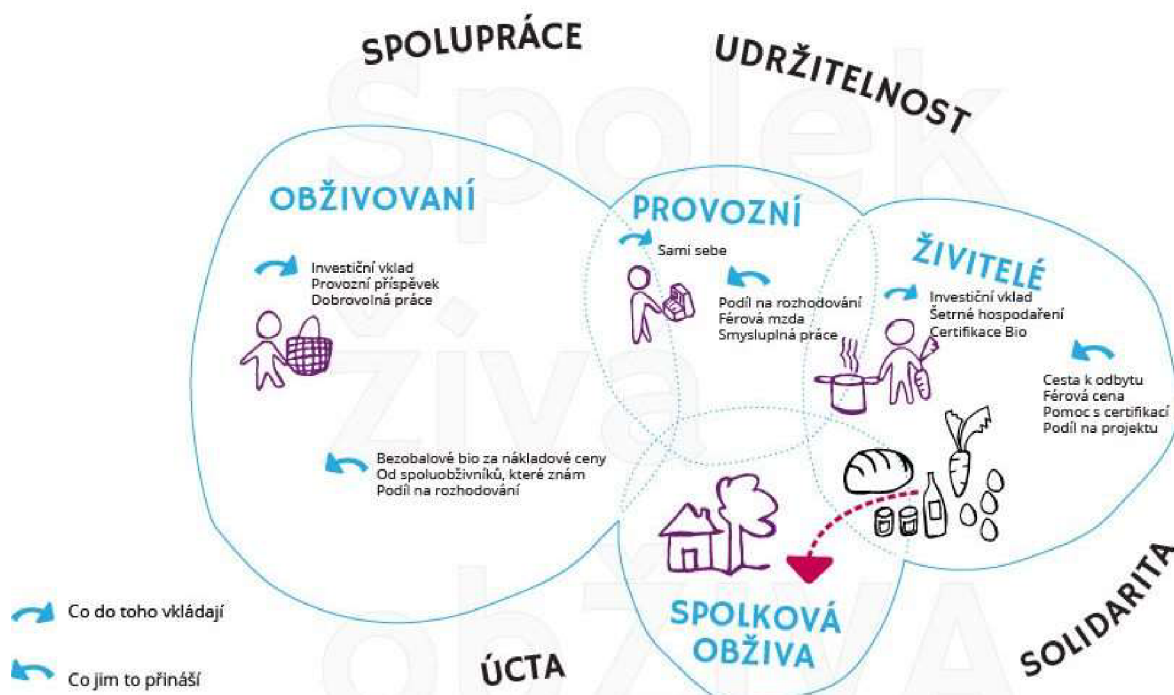 SPOLUPRÁCE
UDRŽITELNOST
Spolek
živa
obŽIVA
OBŽIVOVANÍ
Investiční vklad
Provozní příspěvek
Dobrovolná práce
Bezobalové bio za nákladové ceny
Od spoluobživníků, které znám
Podíl na rozhodování
PROVOZNÍ
Sami sebe
Podíl na rozhodování
Férová mzda
Smysluplná práce
ŽIVITELÉ
Investiční vklad
Šetrné hospodaření
Certifikace Bio
Cesta k odbytu
Férová cena
Pomoc s certifikací
Podíl na projektu
SPOLKOVÁ
OBŽIVA
SOLIDARITA
ÚCTA
Co do toho vkládají
Co jim to přináší